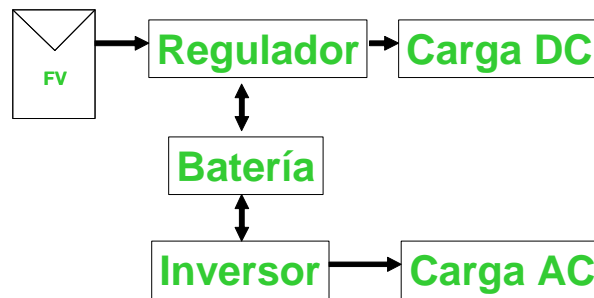 FV
Regulador
Carga DC
Batería
Inversor
Carga AC